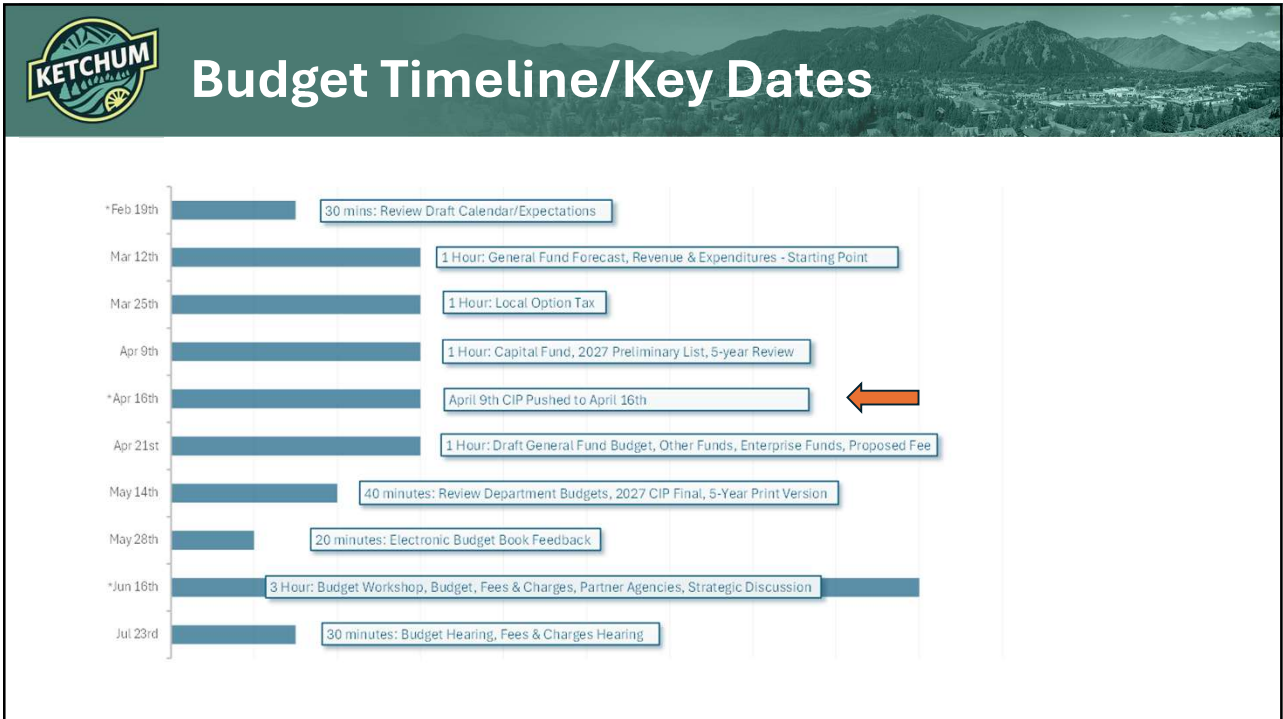 KETCHUM
Budget Timeline/Key Dates
*Feb 19th
30 mins: Review Draft Calendar/Expectations
Mar 12th
1 Hour: General Fund Forecast, Revenue & Expenditures - Starting Point
Mar 25th
1 Hour: Local Option Tax
Apr 9th
1 Hour: Capital Fund, 2027 Preliminary List, 5-year Review
*Apr 16th
April 9th CIP Pushed to April 16th
Apr 21st
1 Hour: Draft General Fund Budget, Other Funds, Enterprise Funds, Proposed Fee
May 14th
40 minutes: Review Department Budgets, 2027 CIP Final, 5-Year Print Version
May 28th
20 minutes: Electronic Budget Book Feedback
*Jun 16th
3 Hour: Budget Workshop, Budget, Fees & Charges, Partner Agencies, Strategic Discussion
Jul 23rd
30 minutes: Budget Hearing, Fees & Charges Hearing